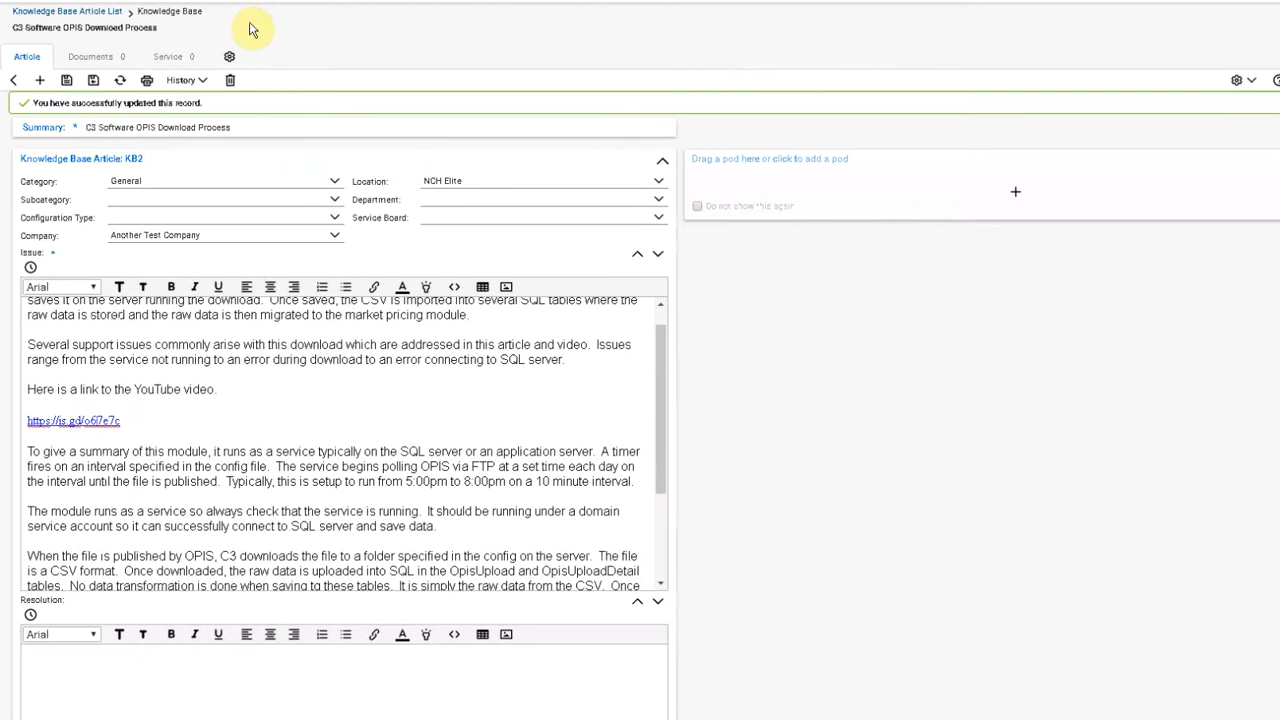 Knowledge Base Article List > Knowledge Base
C3 Software OPIS Download Process
Article Documents 0 Service 0
History
You have successfully updated this record.
Summary: * C3 Software OPIS Download Process
Knowledge Base Article: KB2
Drag a pod here or click to add a pod
Category: General Location: NCH Elite
Subcategory: Department:
Do not show this again
Configuration Type: Service Board:
Company: Another Test Company
Issue: *
Arial
saves it on the server running the download. Once saved, the CSV is imported into several SQL tables where the
raw data is stored and the raw data is then migrated to the market pricing module.
Several support issues commonly arise with this download which are addressed in this article and video. Issues
range from the service not running to an error during download to an error connecting to SQL server.
Here is a link to the YouTube video.
https://is.gd/o6l7e7c
To give a summary of this module, it runs as a service typically on the SQL server or an application server. A timer
fires on an interval specified in the config file. The service begins polling OPIS via FTP at a set time each day on
the interval until the file is published. Typically, this is setup to run from 5:00pm to 8:00pm on a 10 minute interval.
The module runs as a service so always check that the service is running. It should be running under a domain
service account so it can successfully connect to SQL server and save data.
When the file is published by OPIS, C3 downloads the file to a folder specified in the config on the server. The file
is a CSV format. Once downloaded, the raw data is uploaded into SQL in the OpisUpload and OpisUploadDetail
tables. No data transformation is done when saving to these tables. It is simply the raw data from the CSV. Once
Resolution:
Arial